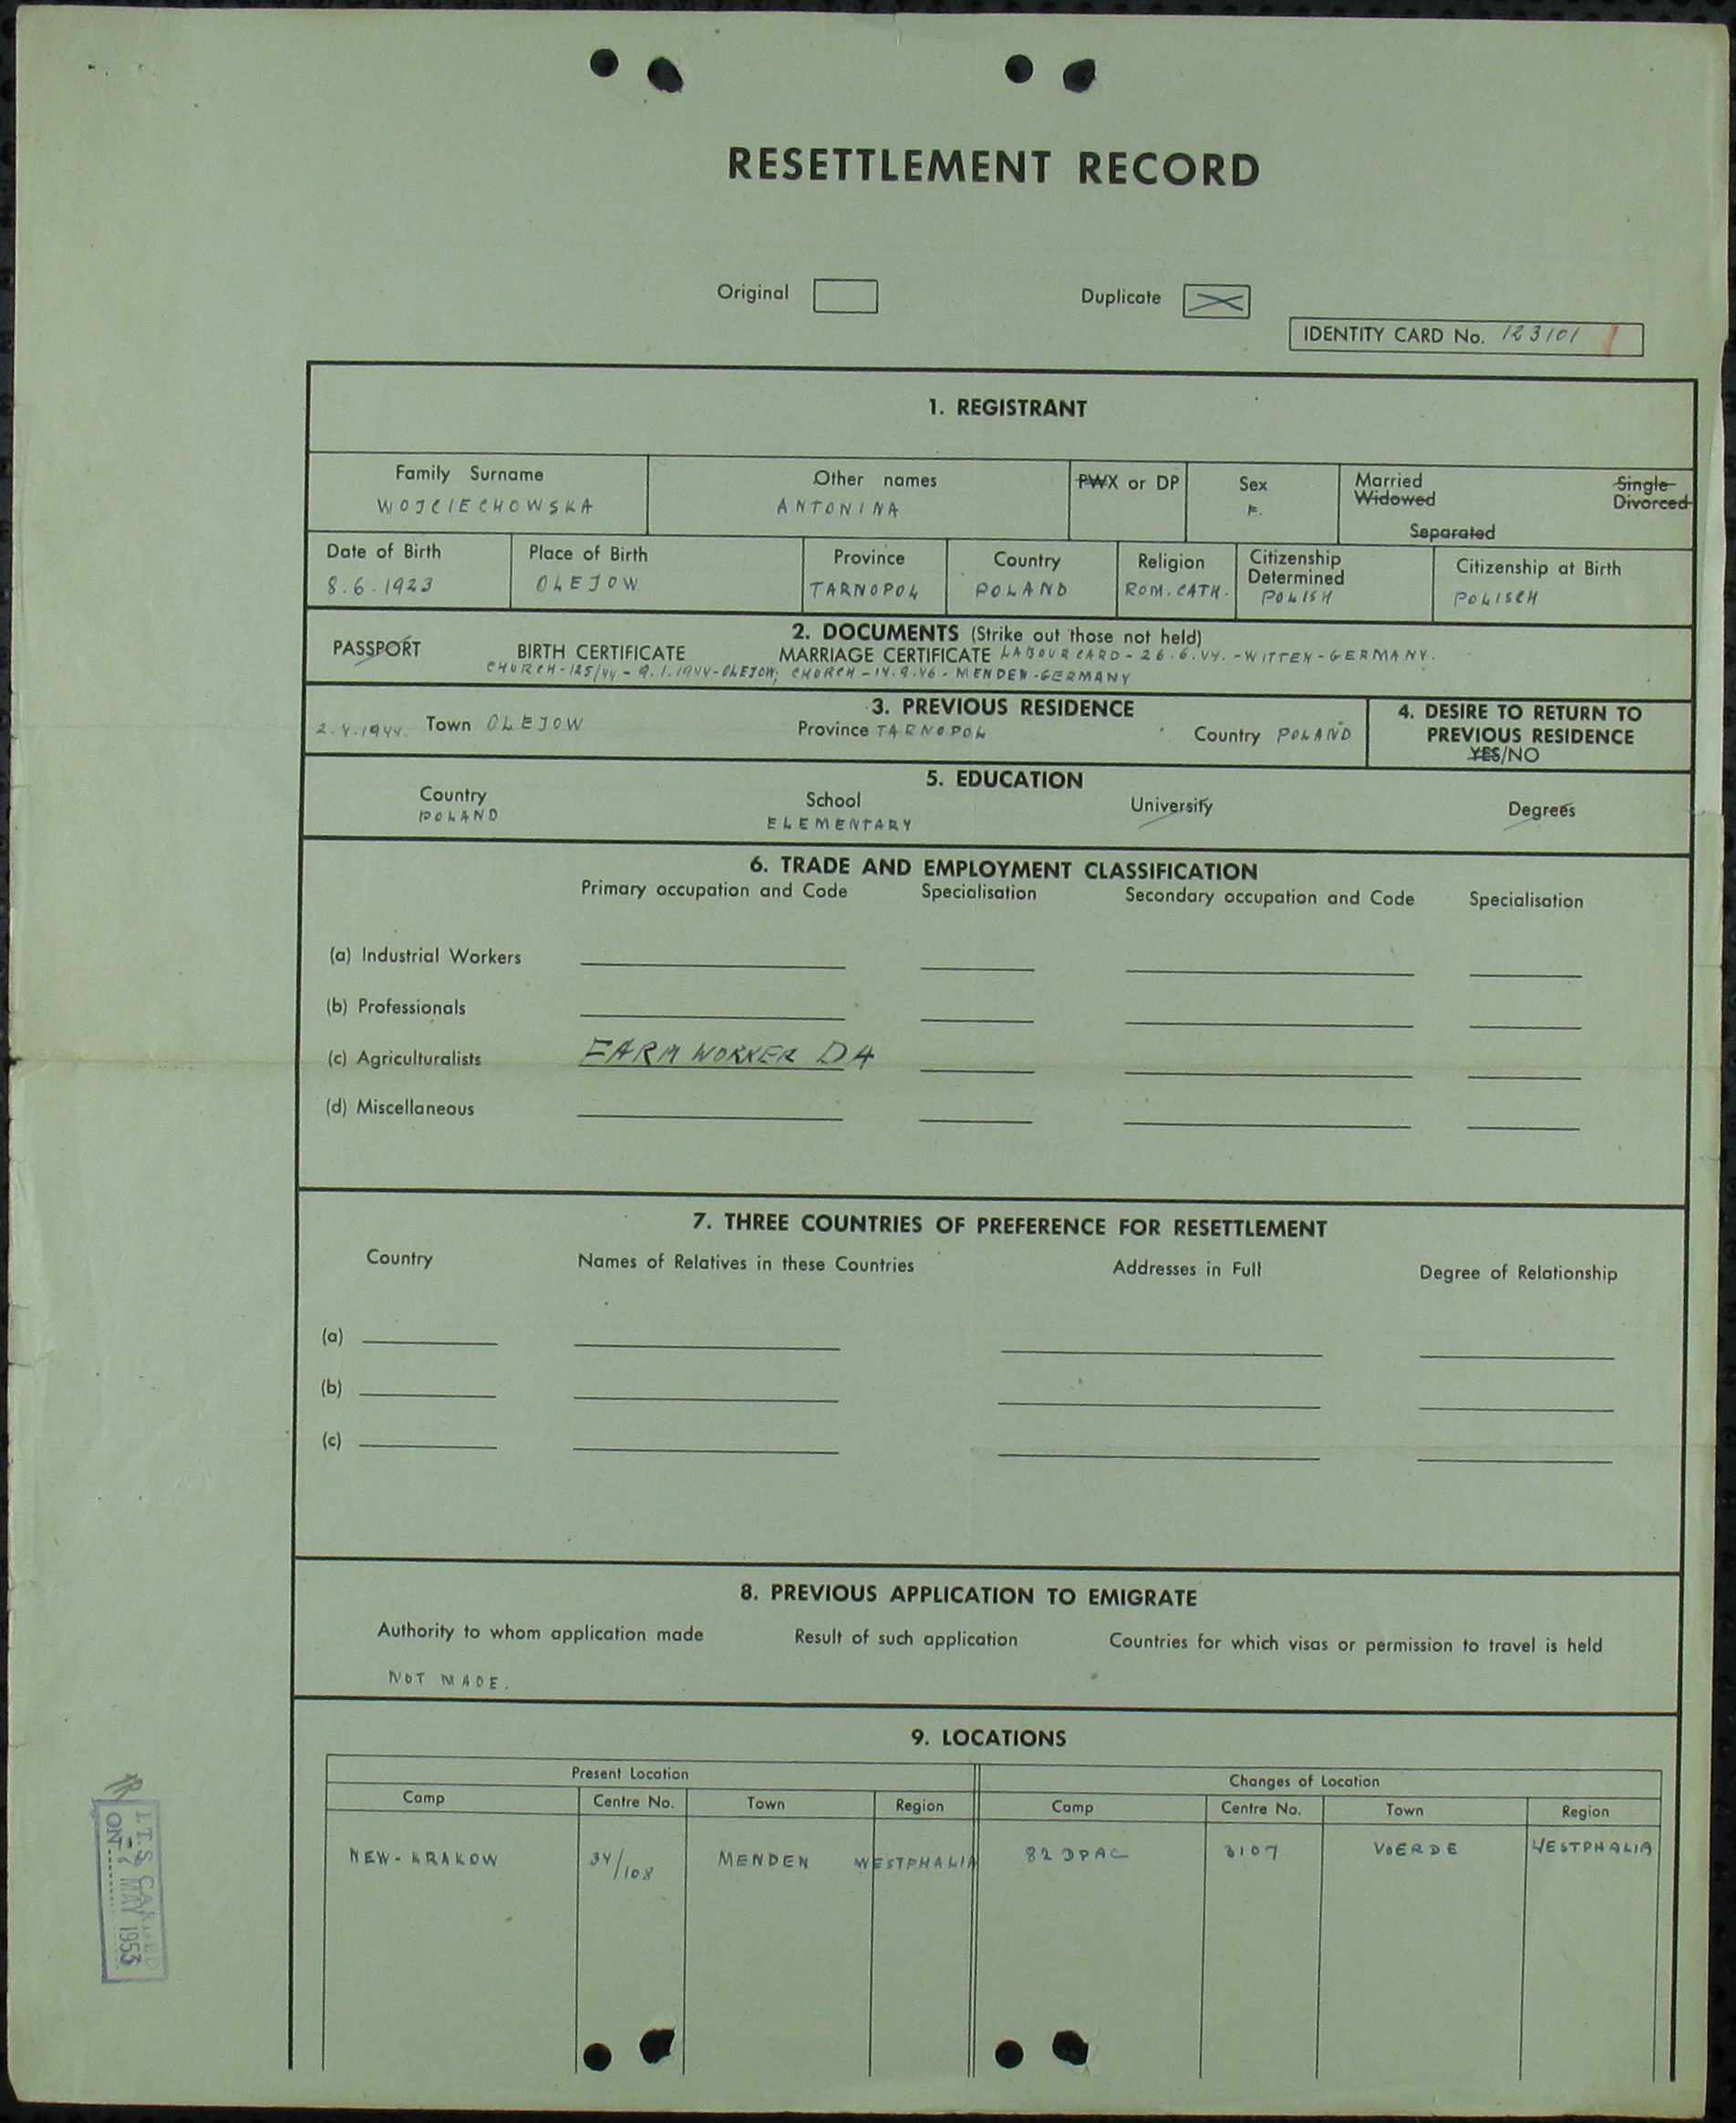 RESETTLEMENT RECORD
Original Duplicate
IDENTITY CARD No. 123101
1. REGISTRANT
Family Surname Other names PWX or DP Sex Married Single
WOJCIECHOWSKA ANTONINA F. Widowed Divorced
Separated
Date of Birth Place of Birth Province Country Religion Citizenship Determined Citizenship at Birth
8.6.1923 OLEJOW TARNOPOL POLAND ROM.CATH. POLISH POLISCH
2. DOCUMENTS (Strike out those not held)
PASSPORT BIRTH CERTIFICATE MARRIAGE CERTIFICATE LABOUR CARD - 26.6.44. - WITTEN - GERMANY.
CHURCH - 125/44 - 9.1.1944 - OLEJOW; CHURCH - 14.9.46 - MENDEN - GERMANY
3. PREVIOUS RESIDENCE
2.4.1944. Town OLEJOW Province TARNOPOL Country POLAND
4. DESIRE TO RETURN TO
PREVIOUS RESIDENCE
YES/NO
5. EDUCATION
Country School University Degrees
POLAND ELEMENTARY
6. TRADE AND EMPLOYMENT CLASSIFICATION
Primary occupation and Code Specialisation Secondary occupation and Code Specialisation
(a) Industrial Workers
(b) Professionals
(c) Agriculturalists FARM WORKER D4
(d) Miscellaneous
7. THREE COUNTRIES OF PREFERENCE FOR RESETTLEMENT
Country Names of Relatives in these Countries Addresses in Full Degree of Relationship
(a)
(b)
(c)
8. PREVIOUS APPLICATION TO EMIGRATE
Authority to whom application made Result of such application Countries for which visas or permission to travel is held
NOT MADE.
9. LOCATIONS
Present Location Changes of Location
Camp Centre No. Town Region Camp Centre No. Town Region
NEW-KRAKOW 34/108 MENDEN WESTPHALIA 82 DPAC 3107 VOERDE WESTPHALIA
I.T.S.
ON 6 MAY 1953